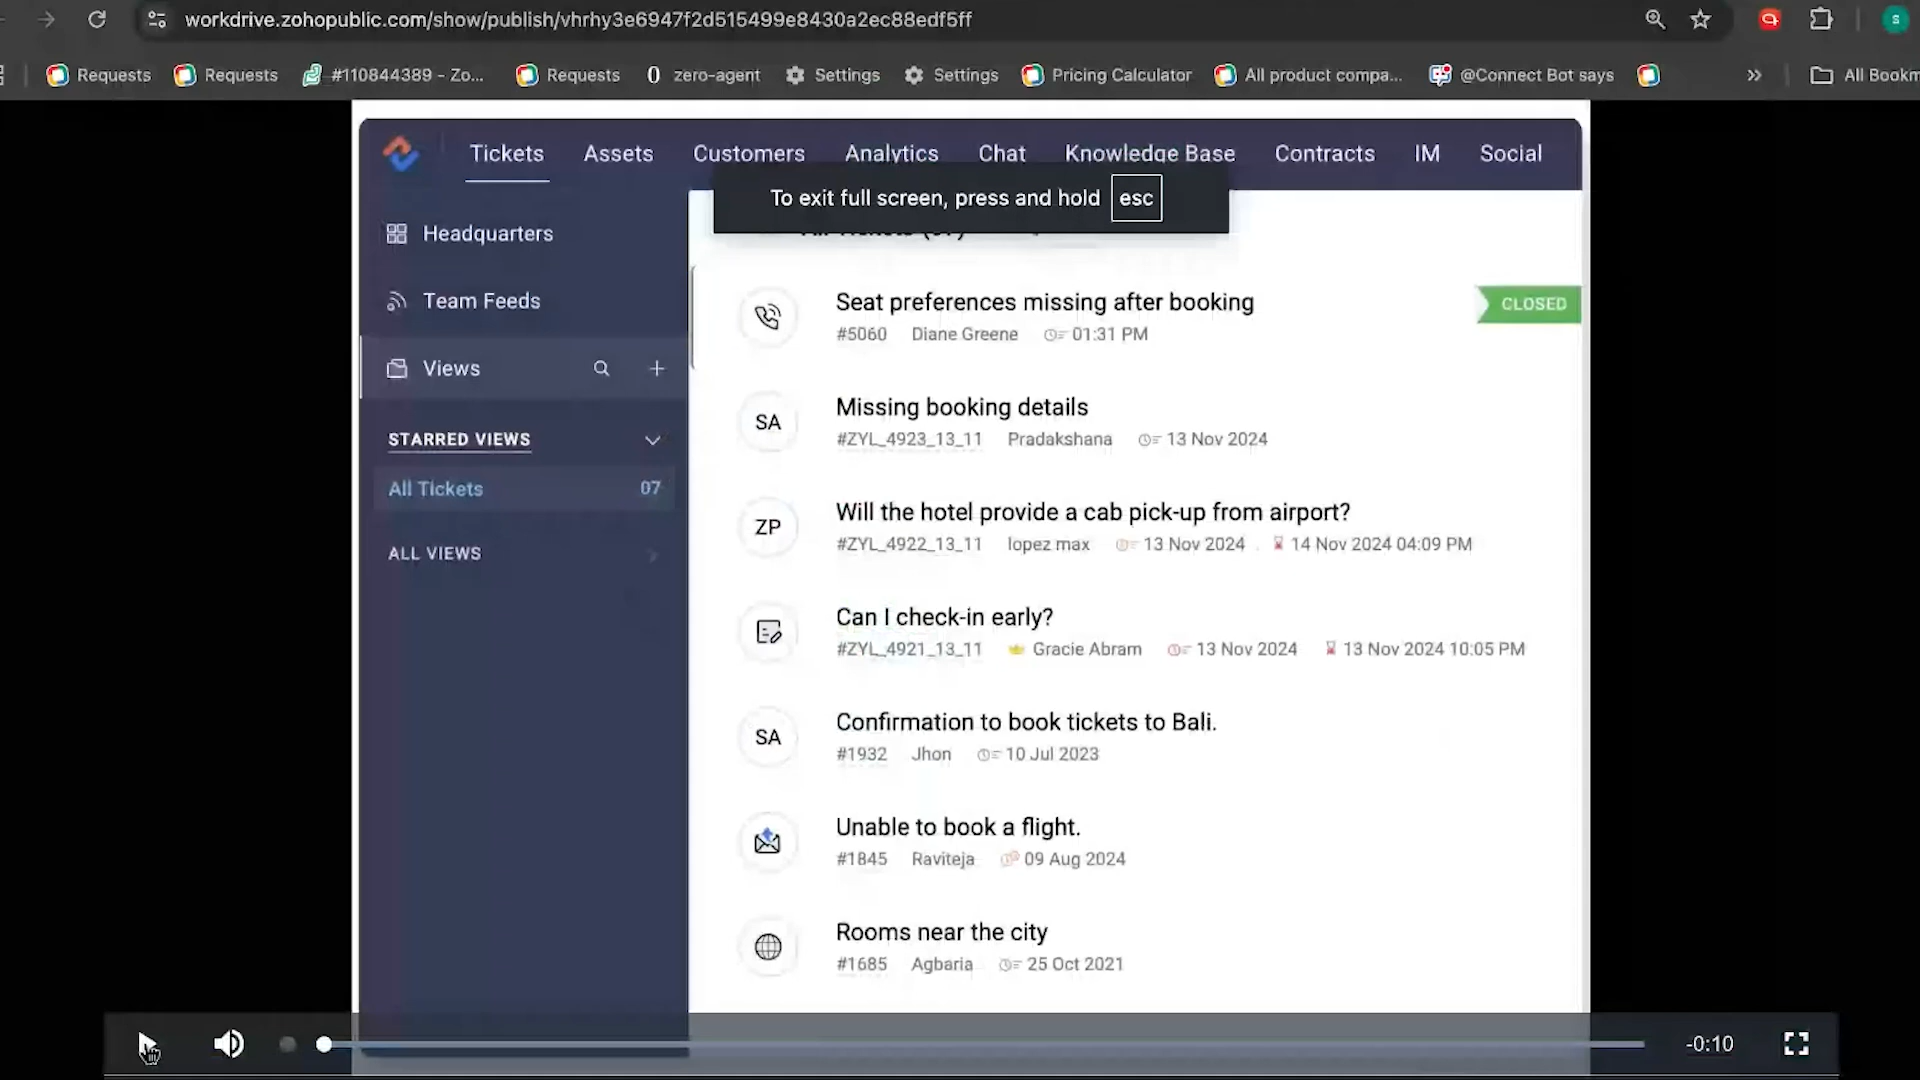 workdrive.zohopublic.com/show/publish/vhrhy3e6947f2d515499e8430a2ec88edf5ff
s
Requests
Requests
#110844389 - Zo...
Requests
zero-agent
Settings
Settings
Pricing Calculator
All product compa...
@Connect Bot says
All Bookm
Tickets
Assets
Customers
Analytics
Chat
Knowledge Base
Contracts
IM
Social
To exit full screen, press and hold esc
Headquarters
Team Feeds
Views
STARRED VIEWS
All Tickets 07
ALL VIEWS
Seat preferences missing after booking
CLOSED
#5060 Diane Greene 01:31 PM
SA
Missing booking details
#ZYL_4923_13_11 Pradakshana 13 Nov 2024
ZP
Will the hotel provide a cab pick-up from airport?
#ZYL_4922_13_11 lopez max 13 Nov 2024 14 Nov 2024 04:09 PM
Can I check-in early?
#ZYL_4921_13_11 Gracie Abram 13 Nov 2024 13 Nov 2024 10:05 PM
SA
Confirmation to book tickets to Bali.
#1932 Jhon 10 Jul 2023
Unable to book a flight.
#1845 Raviteja 09 Aug 2024
Rooms near the city
#1685 Agbaria 25 Oct 2021
-0:10